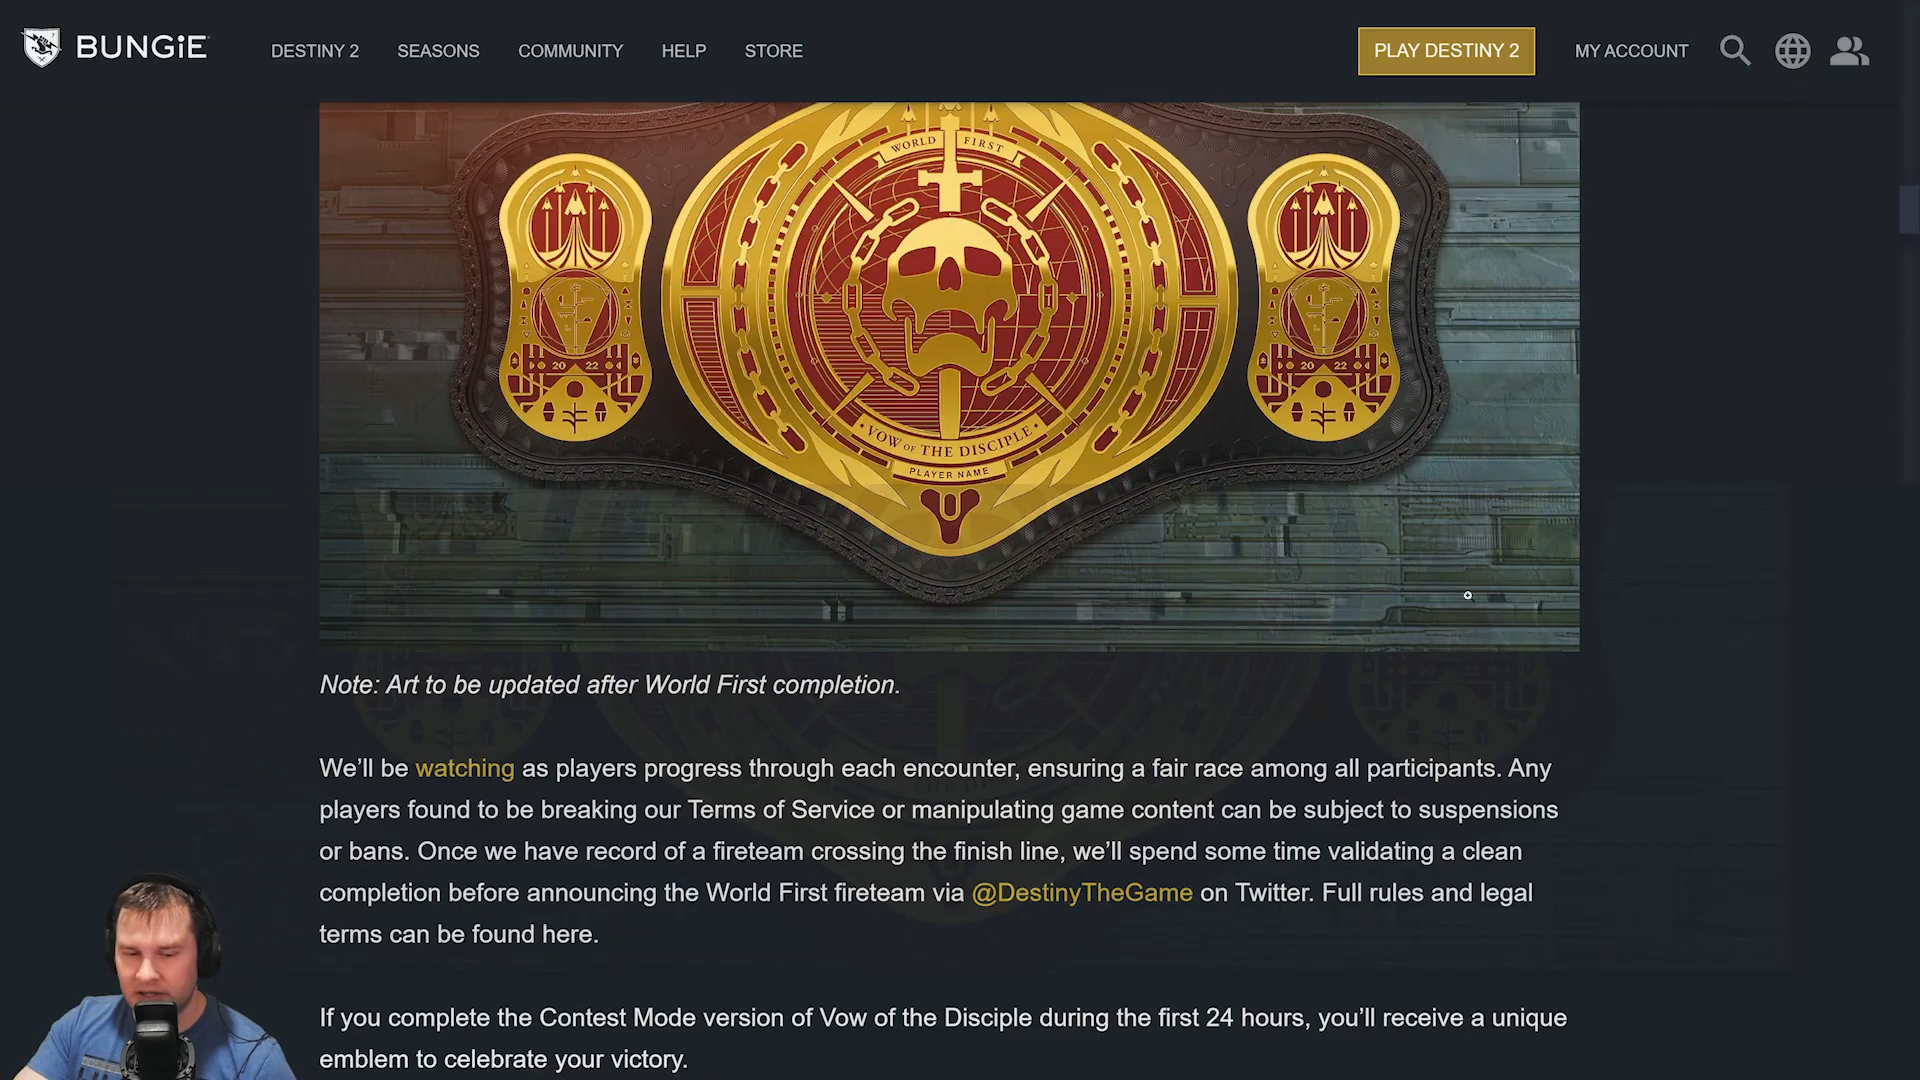 BUNGiE
DESTINY 2
SEASONS
COMMUNITY
HELP
STORE
PLAY DESTINY 2
MY ACCOUNT
WORLD FIRST
20 22
20 22
VOW OF THE DISCIPLE
PLAYER NAME
Note: Art to be updated after World First completion.
We’ll be watching as players progress through each encounter, ensuring a fair race among all participants. Any
players found to be breaking our Terms of Service or manipulating game content can be subject to suspensions
or bans. Once we have record of a fireteam crossing the finish line, we’ll spend some time validating a clean
completion before announcing the World First fireteam via @DestinyTheGame on Twitter. Full rules and legal
terms can be found here.
If you complete the Contest Mode version of Vow of the Disciple during the first 24 hours, you’ll receive a unique
emblem to celebrate your victory.